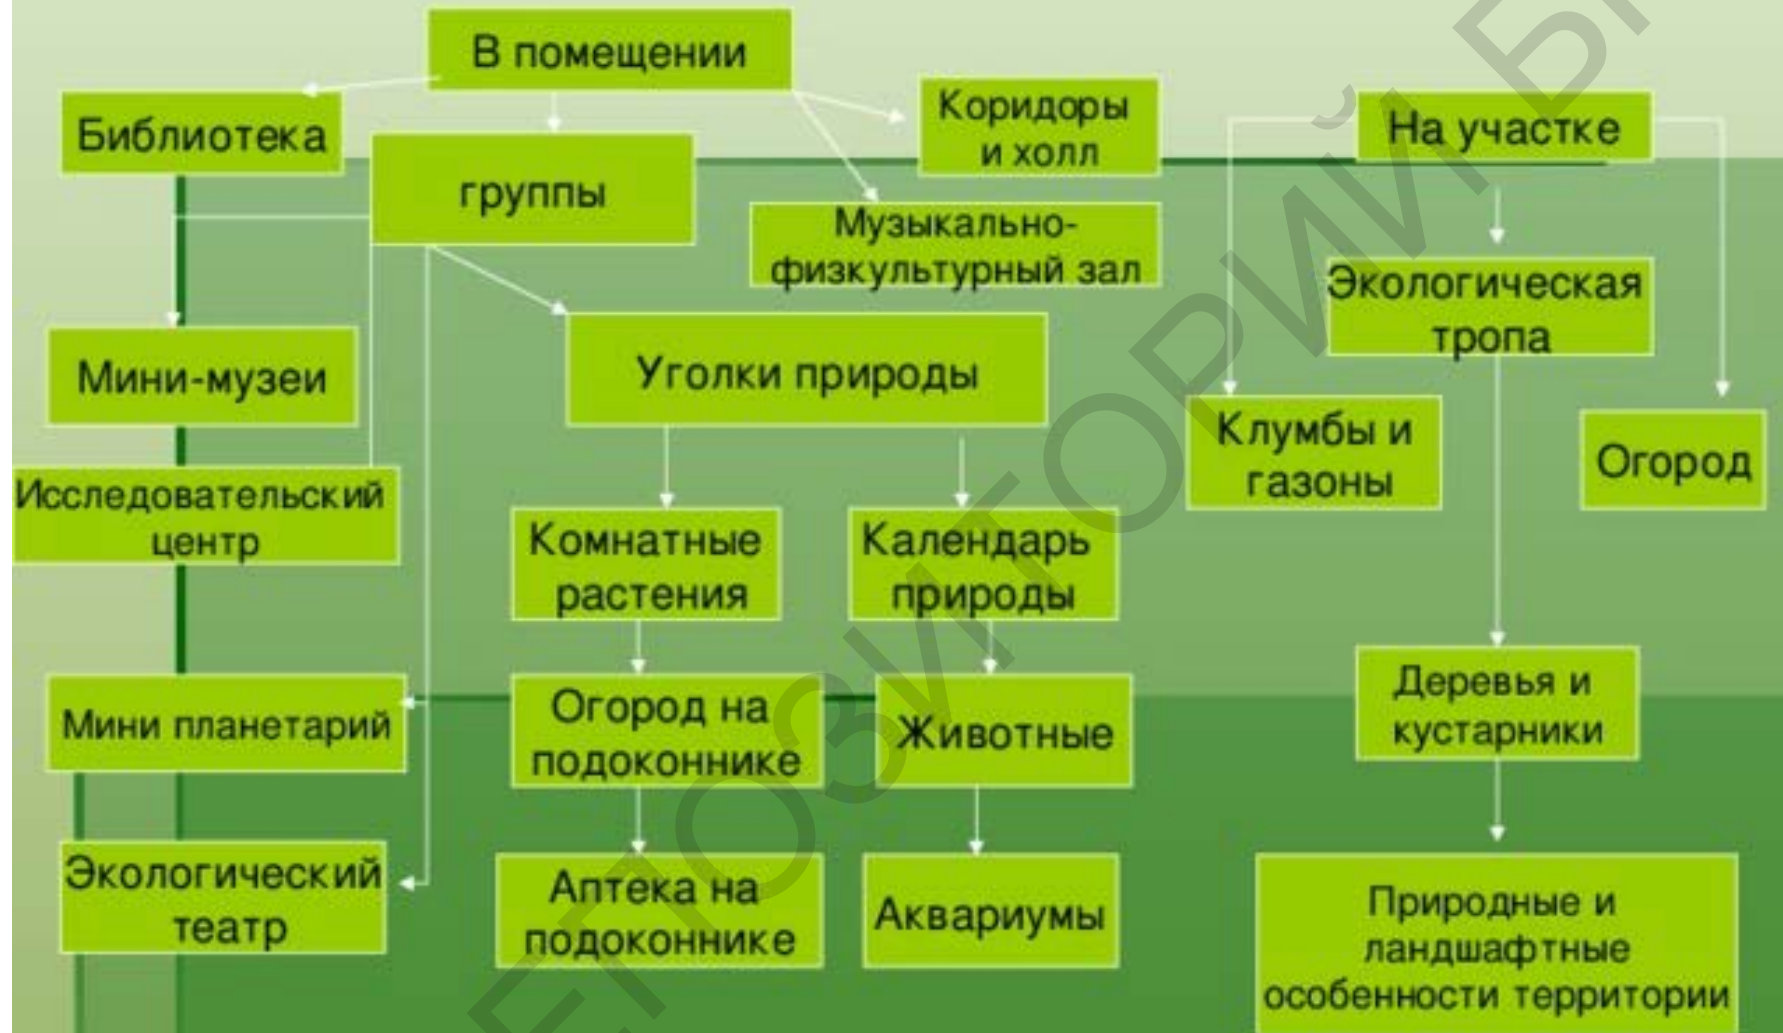 В помещении
Библиотека
Коридоры
и холл
На участке
группы
Музыкально-
физкультурный зал
Экологическая
тропа
Мини-музеи
Уголки природы
Клумбы и
газоны
Огород
Исследовательский
центр
Комнатные
растения
Календарь
природы
Мини планетарий
Огород на
подоконнике
Животные
Деревья и
кустарники
Экологический
театр
Аптека на
подоконнике
Аквариумы
Природные и
ландшафтные
особенности территории